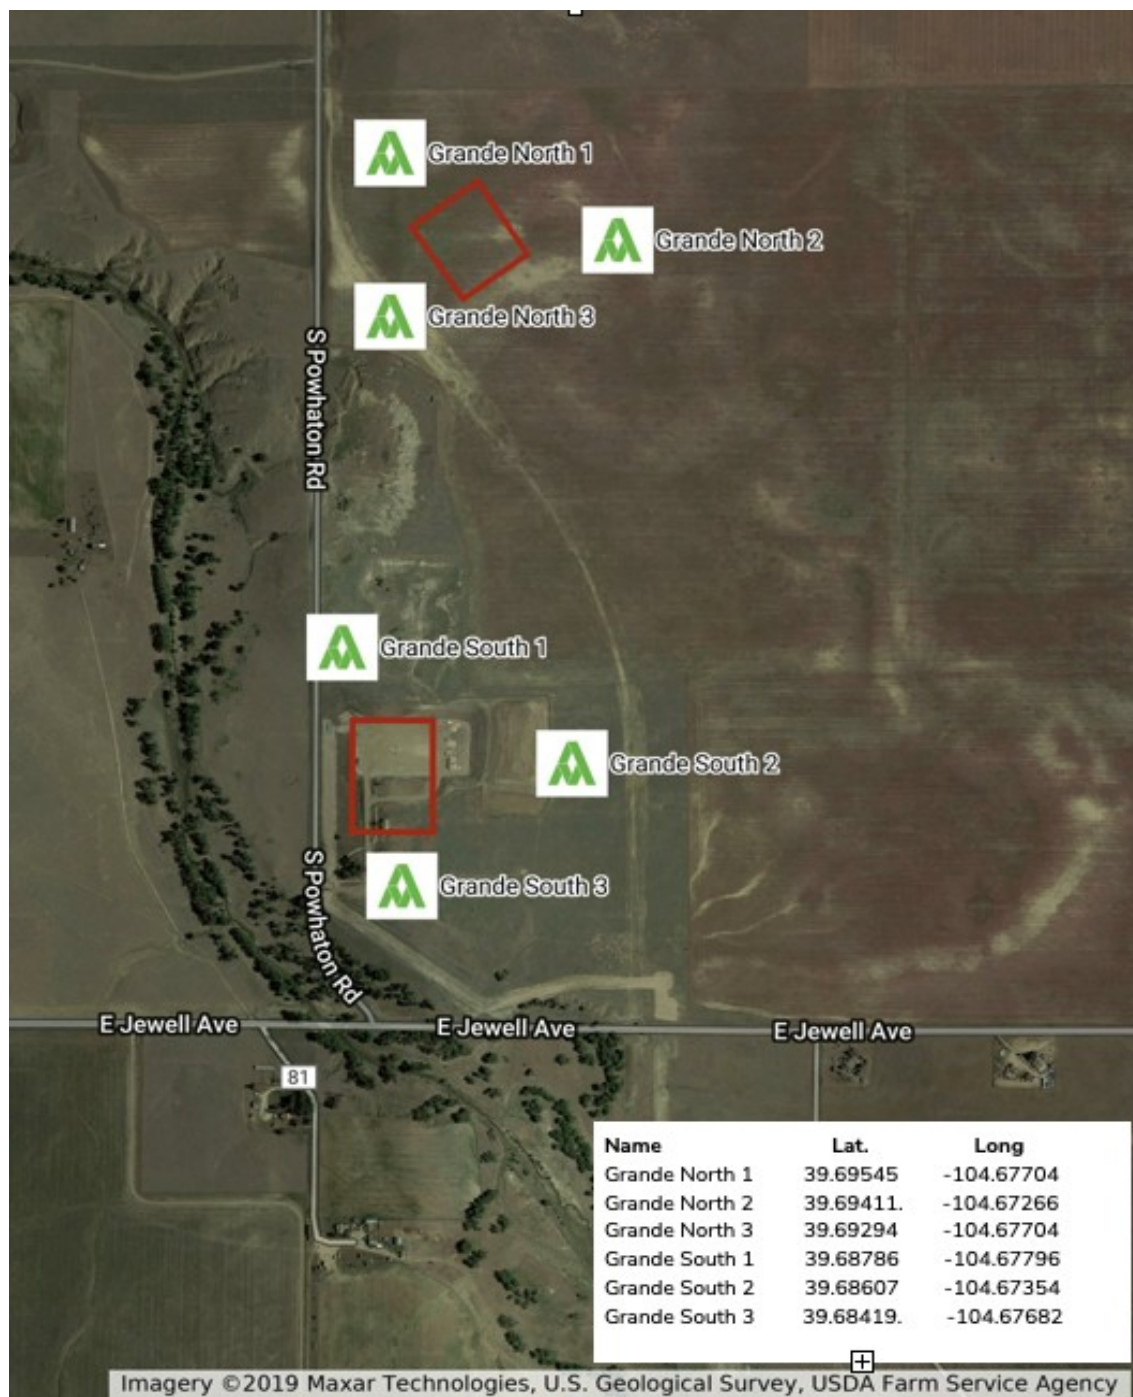 Grande North 1
Grande North 2
Grande North 3
S Powhaton Rd
Grande South 1
Grande South 2
Grande South 3
S Powhaton Rd
E Jewell Ave E Jewell Ave E Jewell Ave
81
Name Lat. Long
Grande North 1 39.69545 -104.67704
Grande North 2 39.69411. -104.67266
Grande North 3 39.69294 -104.67704
Grande South 1 39.68786 -104.67796
Grande South 2 39.68607 -104.67354
Grande South 3 39.68419. -104.67682
Imagery ©2019 Maxar Technologies, U.S. Geological Survey, USDA Farm Service Agency